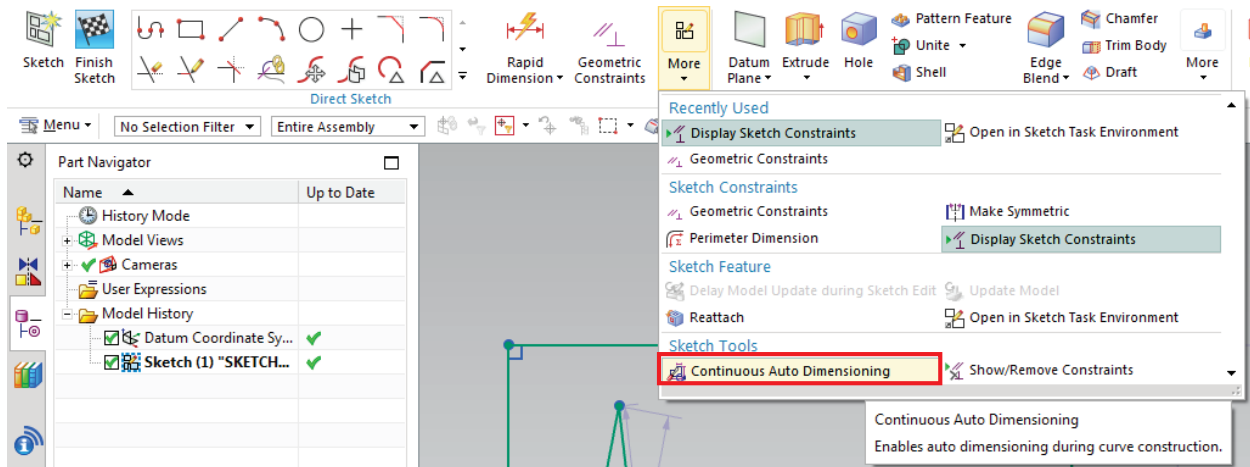 Sketch
Finish
Sketch
Direct Sketch
Rapid
Dimension
Geometric
Constraints
More
Datum
Plane
Extrude
Hole
Pattern Feature
Unite
Shell
Edge
Blend
Chamfer
Trim Body
Draft
More
Menu
No Selection Filter
Entire Assembly
Part Navigator
Name
Up to Date
History Mode
Model Views
Cameras
User Expressions
Model History
Datum Coordinate Sy...
Sketch (1) "SKETCH...
Recently Used
Display Sketch Constraints
Open in Sketch Task Environment
Geometric Constraints
Sketch Constraints
Geometric Constraints
Make Symmetric
Perimeter Dimension
Display Sketch Constraints
Sketch Feature
Delay Model Update during Sketch Edit
Update Model
Reattach
Open in Sketch Task Environment
Sketch Tools
Continuous Auto Dimensioning
Show/Remove Constraints
Continuous Auto Dimensioning
Enables auto dimensioning during curve construction.